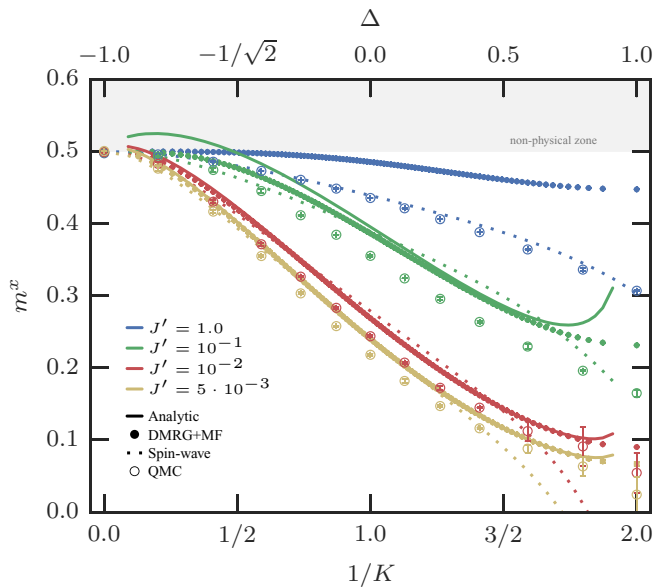 Δ
−1.0 −1/√2 0.0 0.59 1.0
0.6
non-physical zone
0.5
0.4
0.3
0.2
0.1
0.0
m^x
J′ = 1.0
J′ = 10^−1
J′ = 10^−2
J′ = 5 · 10^−3
Analytic
DMRG+MF
Spin-wave
QMC
0.0 1/2 1.0 3/2 2.0
1/K